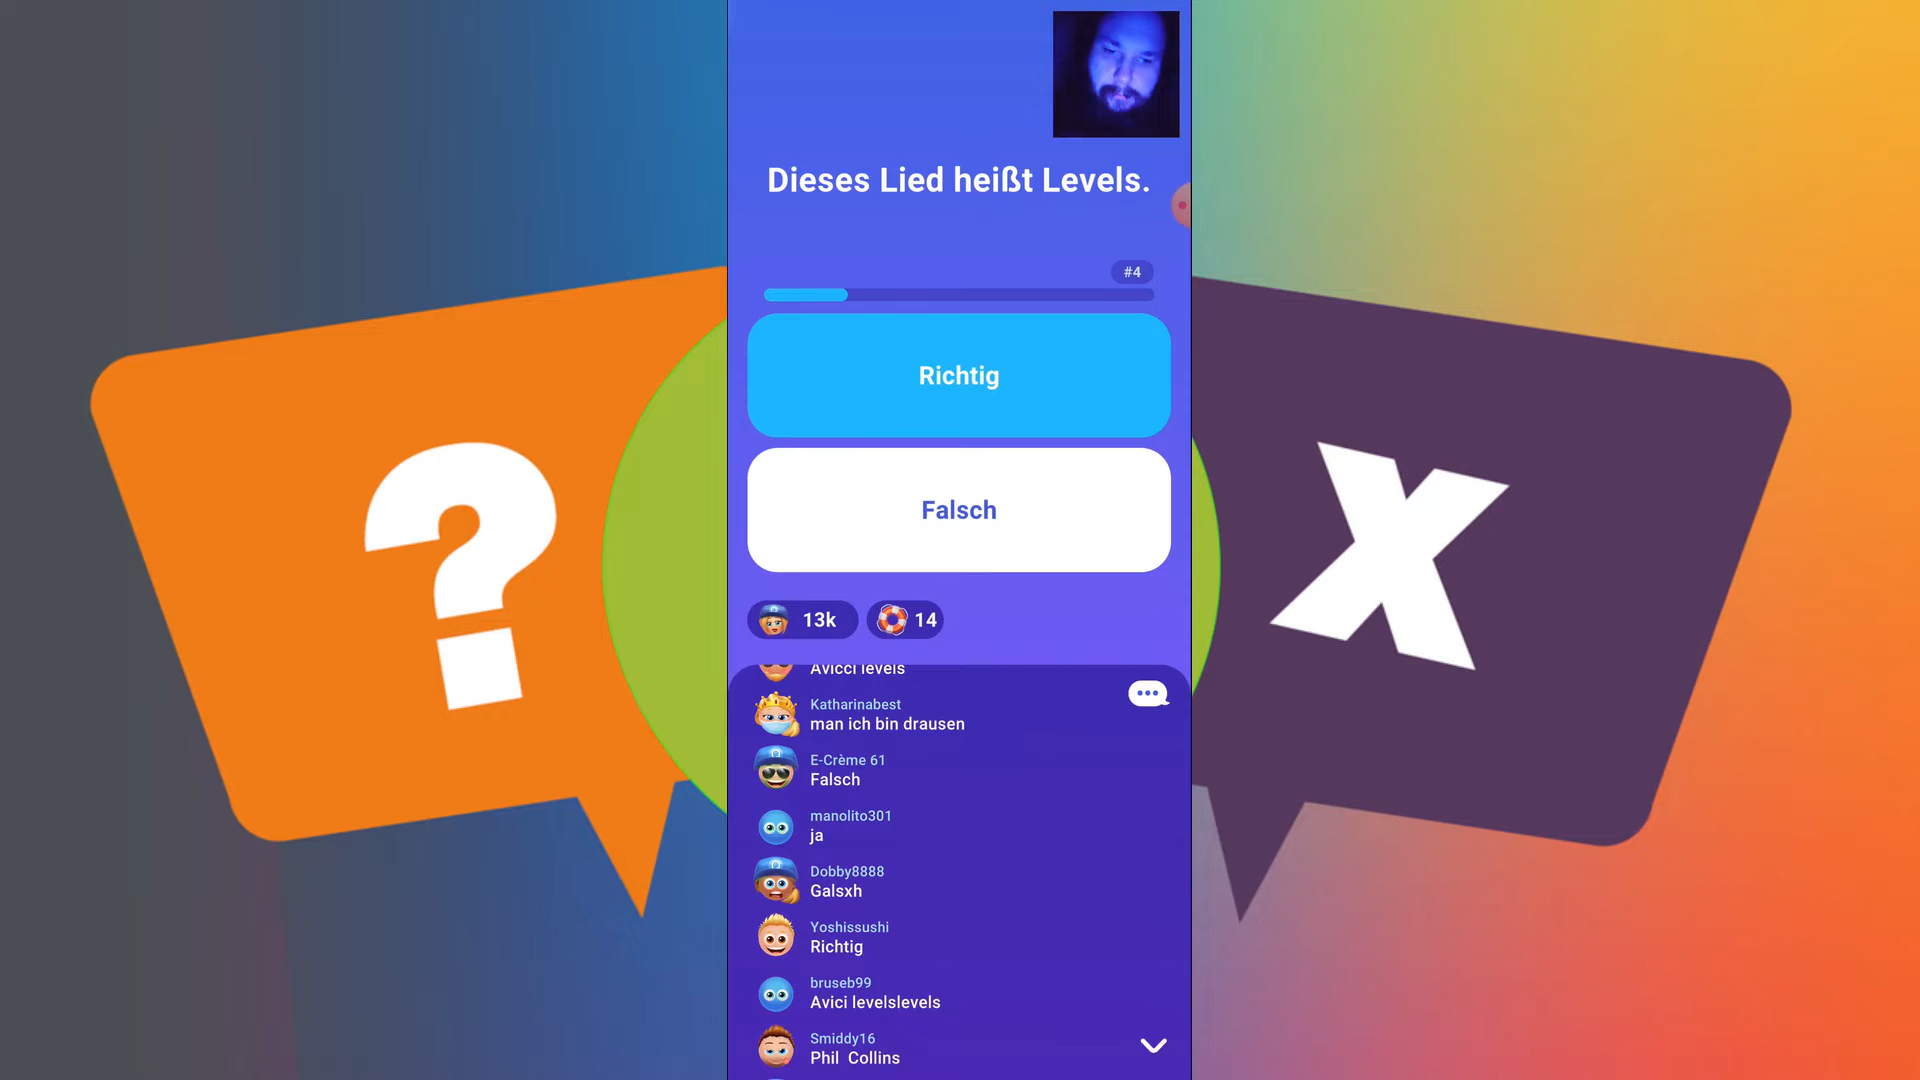 Dieses Lied heißt Levels.
#4
Richtig
Falsch
13k
14
Avicci levels
Katharinabest
man ich bin drausen
E-Crème 61
Falsch
manolito301
ja
Dobby8888
Galsxh
Yoshissushi
Richtig
bruseb99
Avici levelslevels
Smiddy16
Phil Collins
?
X